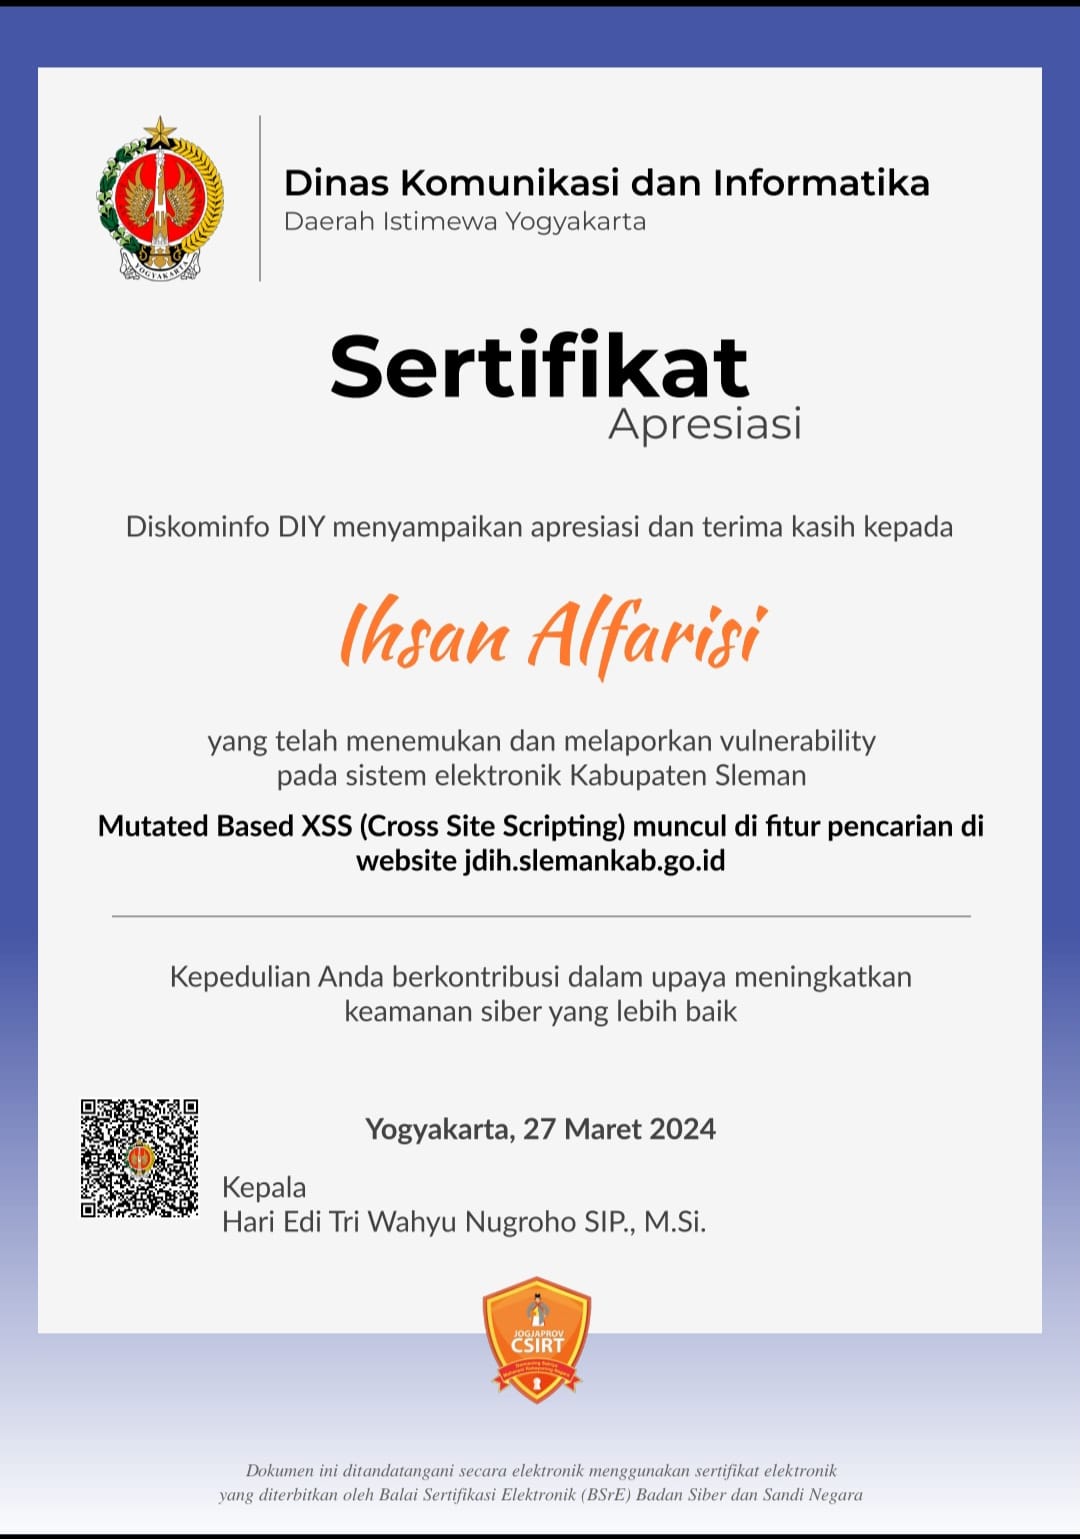 Dinas Komunikasi dan Informatika
Daerah Istimewa Yogyakarta
YOGYAKARTA
Sertifikat
Apresiasi
Diskominfo DIY menyampaikan apresiasi dan terima kasih kepada
Ihsan Alfarisi
yang telah menemukan dan melaporkan vulnerability
pada sistem elektronik Kabupaten Sleman
Mutated Based XSS (Cross Site Scripting) muncul di fitur pencarian di
website jdih.slemankab.go.id
Kepedulian Anda berkontribusi dalam upaya meningkatkan
keamanan siber yang lebih baik
Yogyakarta, 27 Maret 2024
Kepala
Hari Edi Tri Wahyu Nugroho SIP., M.Si.
JOGJAPROV
CSIRT
Dokumen ini ditandatangani secara elektronik menggunakan sertifikat elektronik
yang diterbitkan oleh Balai Sertifikasi Elektronik (BSrE) Badan Siber dan Sandi Negara